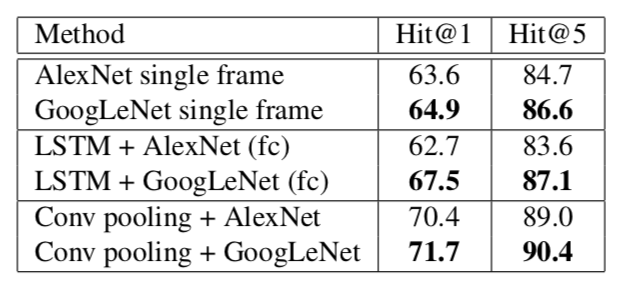 Method Hit@1 Hit@5
AlexNet single frame 63.6 84.7
GoogLeNet single frame 64.9 86.6
LSTM + AlexNet (fc) 62.7 83.6
LSTM + GoogLeNet (fc) 67.5 87.1
Conv pooling + AlexNet 70.4 89.0
Conv pooling + GoogLeNet 71.7 90.4